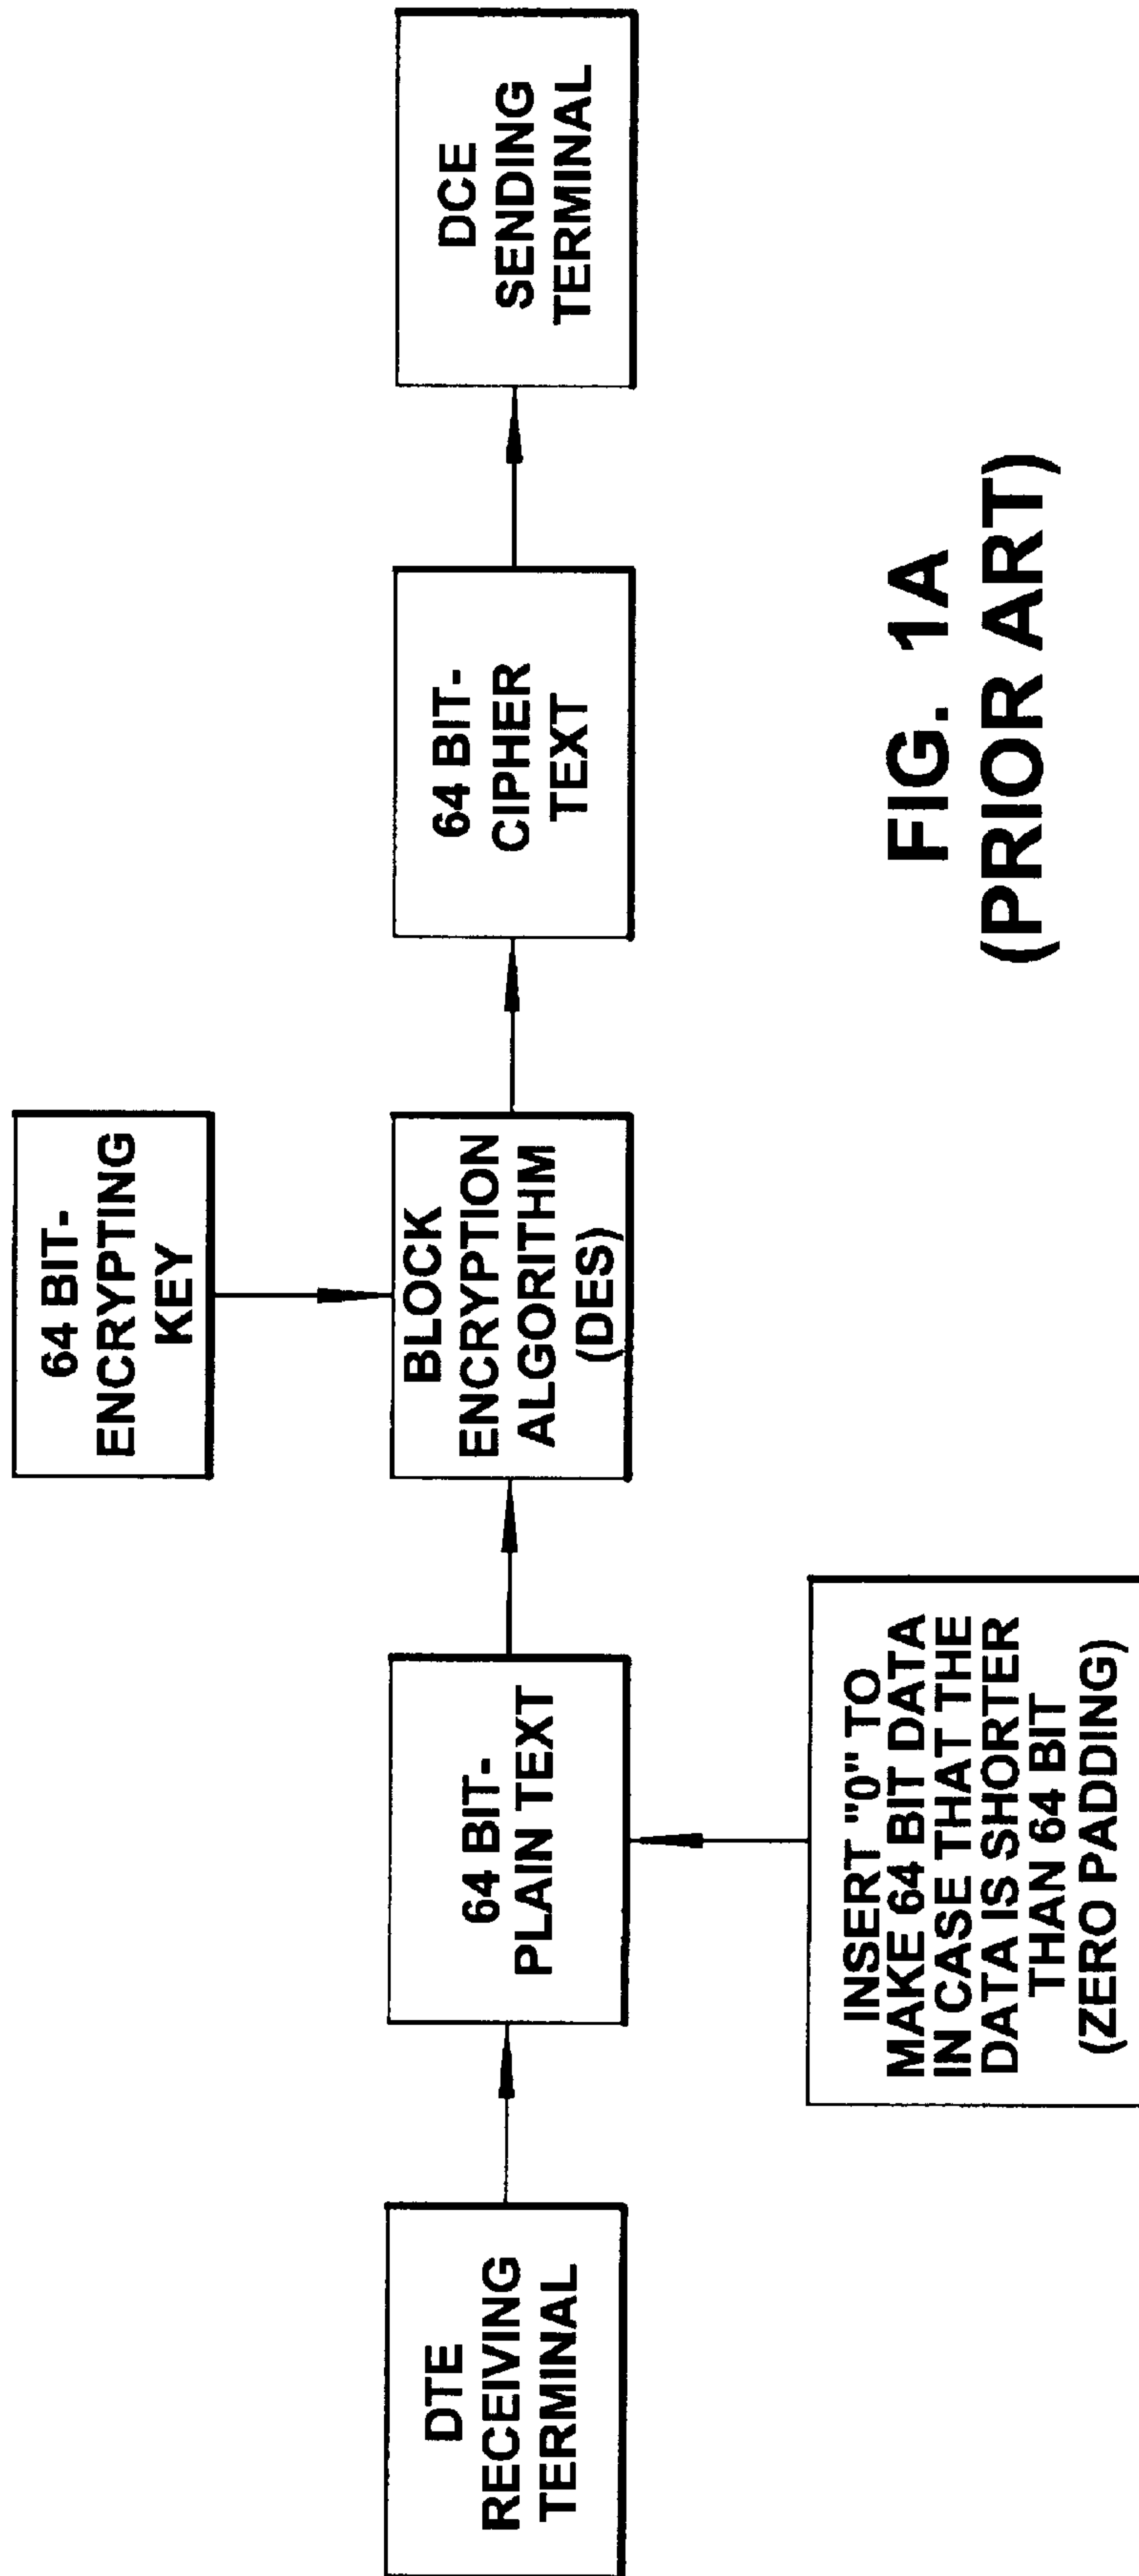 64 BIT-
ENCRYPTING
KEY
DTE
RECEIVING
TERMINAL
64 BIT-
PLAIN TEXT
BLOCK
ENCRYPTION
ALGORITHM
(DES)
64 BIT-
CIPHER
TEXT
DCE
SENDING
TERMINAL
INSERT "0" TO
MAKE 64 BIT DATA
IN CASE THAT THE
DATA IS SHORTER
THAN 64 BIT
(ZERO PADDING)
FIG. 1A
(PRIOR ART)